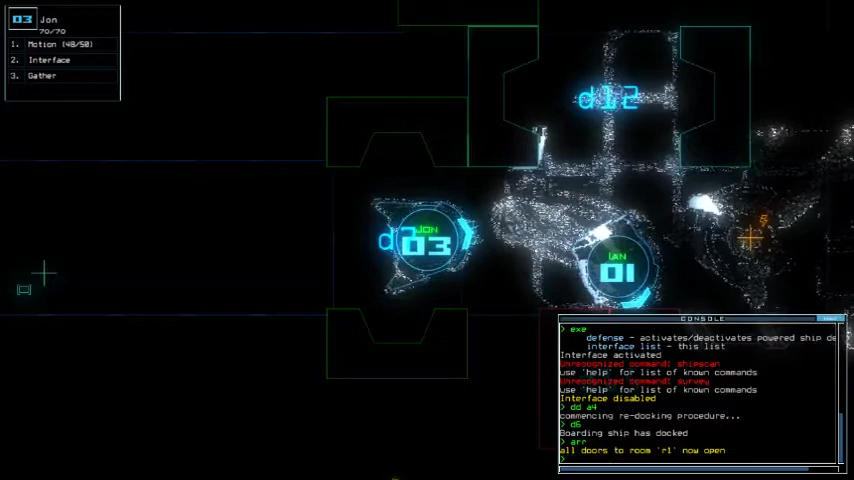 03 Jon
70/70
1. Motion (48/50)
2. Interface
3. Gather
d12
Jon
03
Ian
01
CONSOLE
> exe
defense - activates/deactivates powered ship de
interface list - this list
Interface activated
Unrecognized command: shipscan
use 'help' for list of known commands
Unrecognized command: survey
use 'help' for list of known commands
Interface disabled
> dd a4
commencing re-docking procedure...
> d6
Boarding ship has docked
> arr
all doors to room 'r1' now open
>